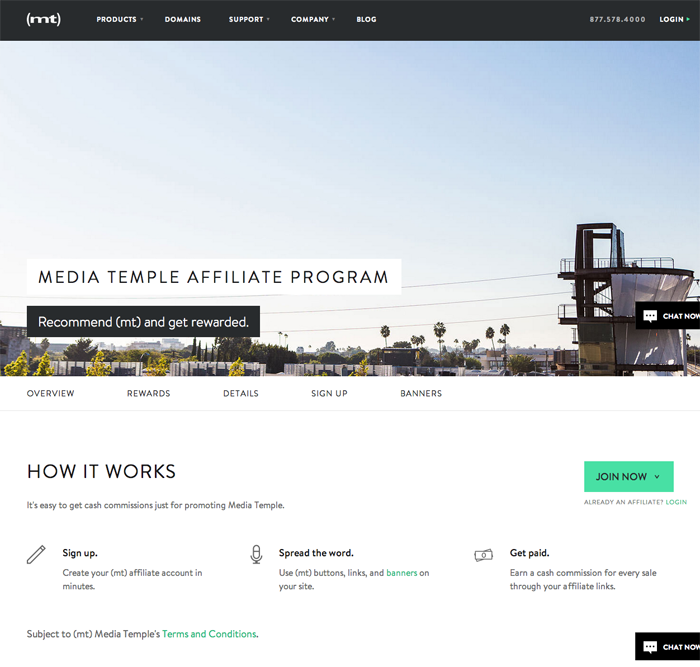 (mt) PRODUCTS DOMAINS SUPPORT COMPANY BLOG 877.578.4000 LOGIN
MEDIA TEMPLE AFFILIATE PROGRAM
Recommend (mt) and get rewarded.
CHAT NOW
OVERVIEW REWARDS DETAILS SIGN UP BANNERS
HOW IT WORKS
JOIN NOW
ALREADY AN AFFILIATE? LOGIN
It's easy to get cash commissions just for promoting Media Temple.
Sign up.
Create your (mt) affiliate account in
minutes.
Spread the word.
Use (mt) buttons, links, and banners on
your site.
Get paid.
Earn a cash commission for every sale
through your affiliate links.
Subject to (mt) Media Temple's Terms and Conditions.
CHAT NOW